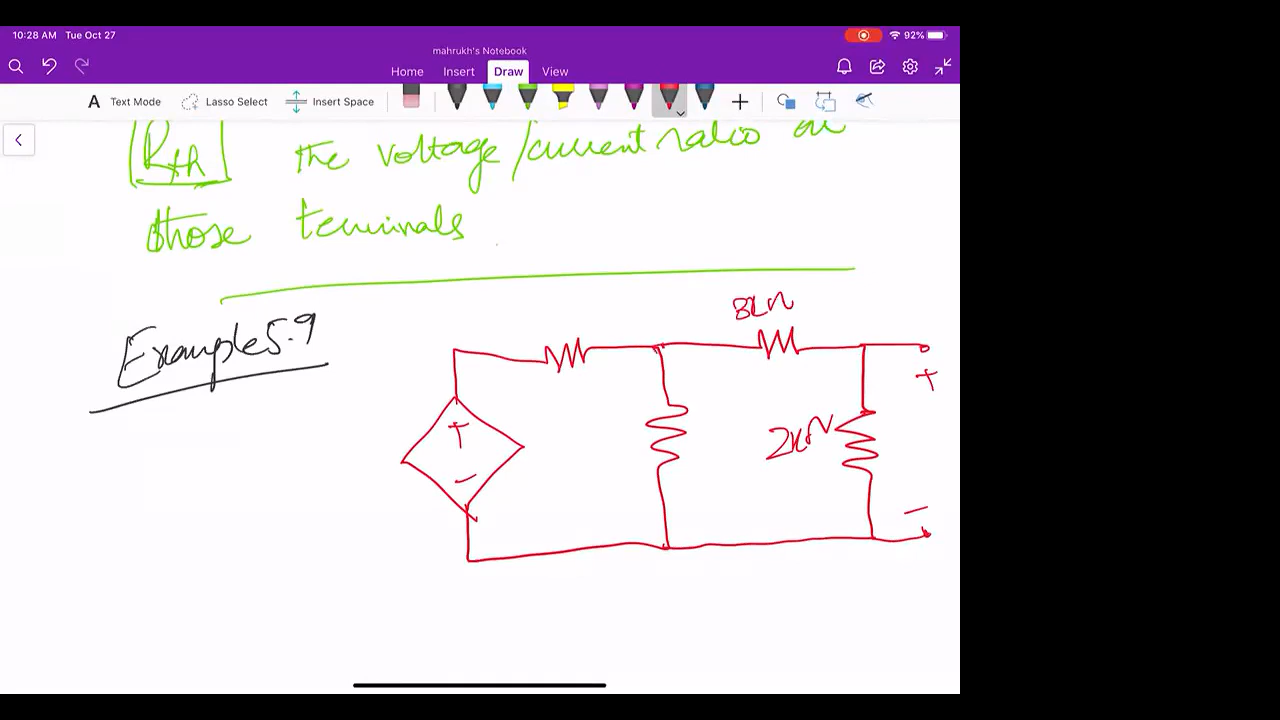 10:28 AM Tue Oct 27
92%
mahrukh's Notebook
Home Insert Draw View
A Text Mode Lasso Select Insert Space
Rth the voltage/current ratio at
those terminals
Example 5.9
8kΩ
+
+
2kΩ
−
−